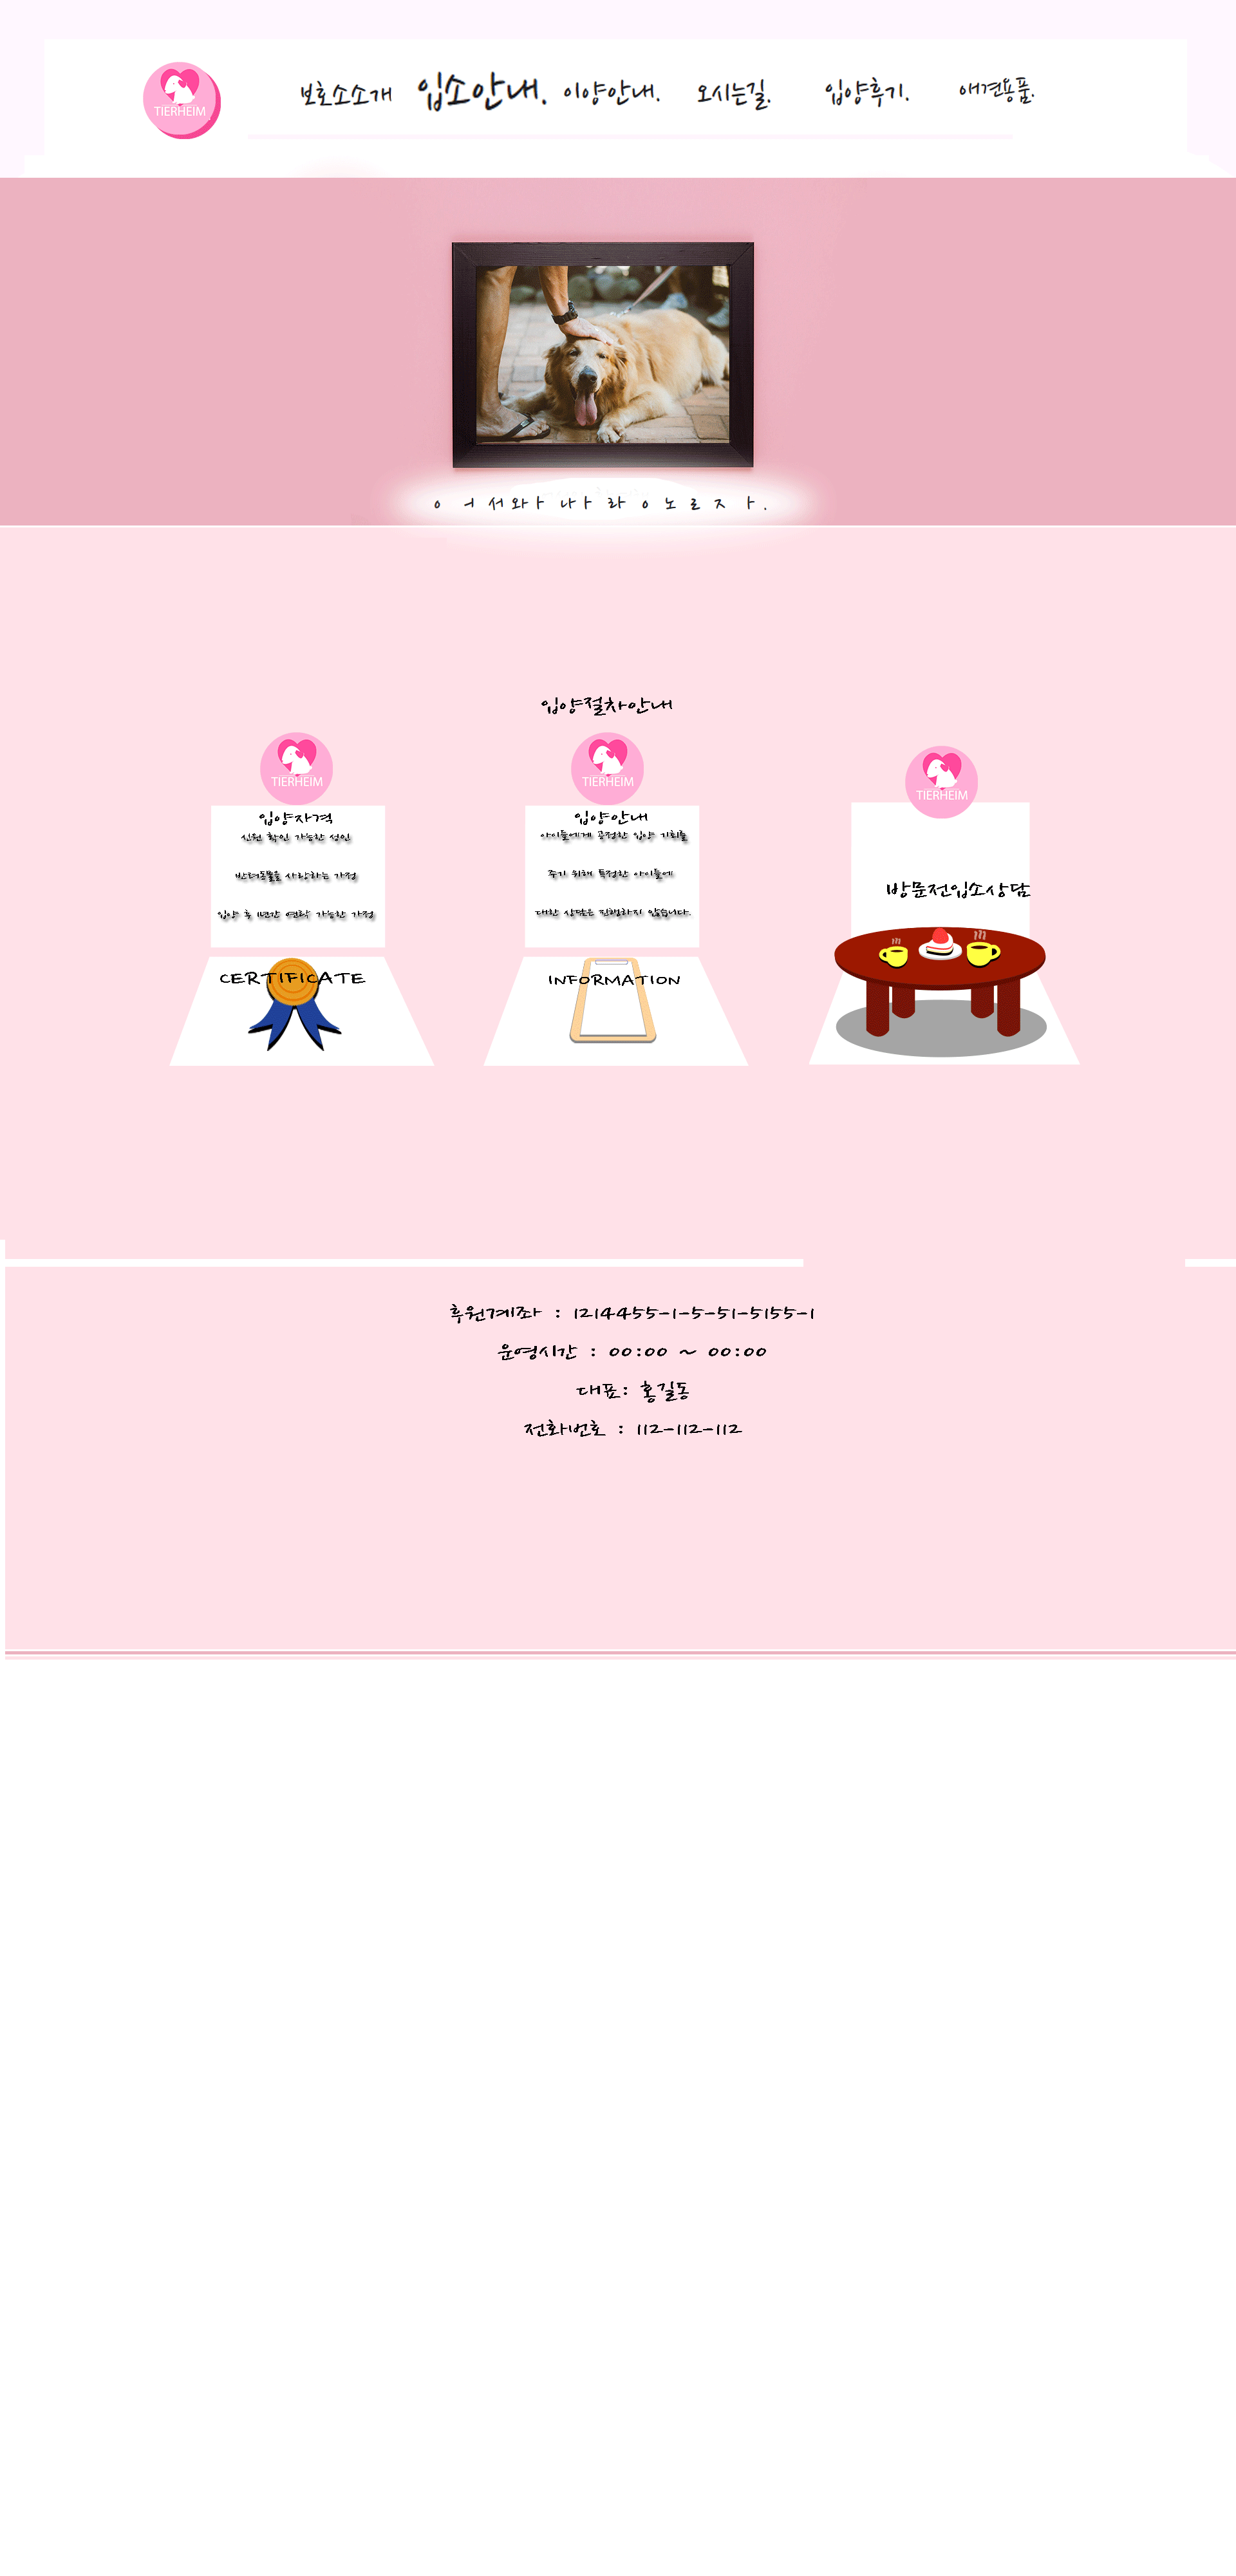 TIERHEIM
보호소소개 입소안내. 이양안내. 오시는길. 입양후기. 애견용품.
ㅇ ㅓ 서 와 ㅏ 나 ㅏ 라 ㅇ 노 ㄹ ㅈ ㅏ .
입양절차안내
TIERHEIM
입양자격
신원 확인 가능한 성인
반려동물을 사랑하는 가정
입양 후 1년간 연락 가능한 가정
CERTIFICATE
TIERHEIM
입양안내
아이들에게 공정한 입양 기회를
주기 위해 특정한 아이들에
대한 상담은 진행하지 않습니다.
INFORMATION
TIERHEIM
방문전입소상담
후원계좌 : 1214455-1-5-51-5155-1
운영시간 : 00:00 ~ 00:00
대표: 홍길동
전화번호 : 112-112-112